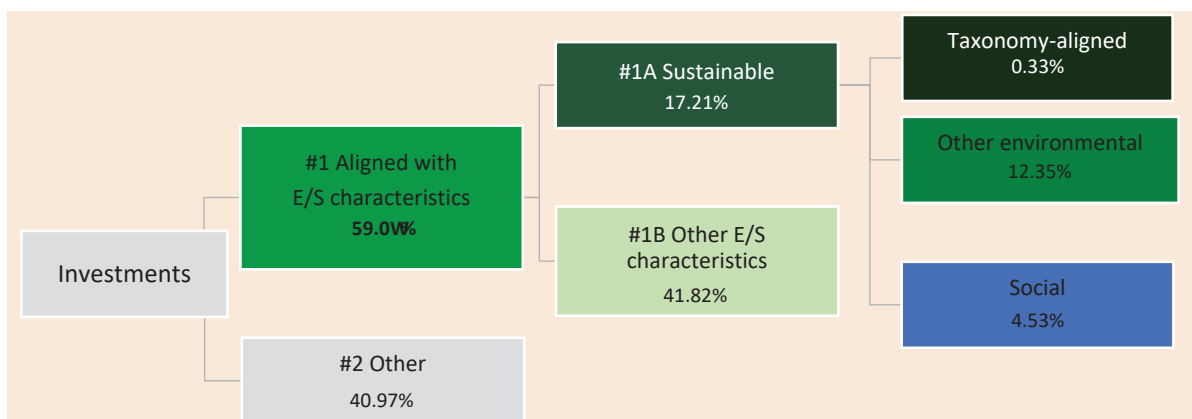 Investments
#1 Aligned with
E/S characteristics
#2 Other
40.97%
#1A Sustainable
17.21%
#1B Other E/S
characteristics
41.82%
Taxonomy-aligned
0.33%
Other environmental
12.35%
Social
4.53%